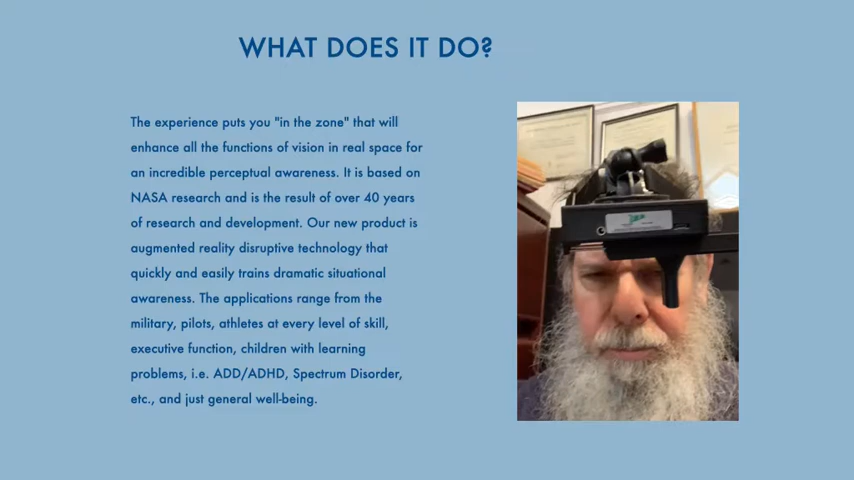 WHAT DOES IT DO?
The experience puts you "in the zone" that will
enhance all the functions of vision in real space for
an incredible perceptual awareness. It is based on
NASA research and is the result of over 40 years
of research and development. Our new product is
augmented reality disruptive technology that
quickly and easily trains dramatic situational
awareness. The applications range from the
military, pilots, athletes at every level of skill,
executive function, children with learning
problems, i.e. ADD/ADHD, Spectrum Disorder,
etc., and just general well-being.